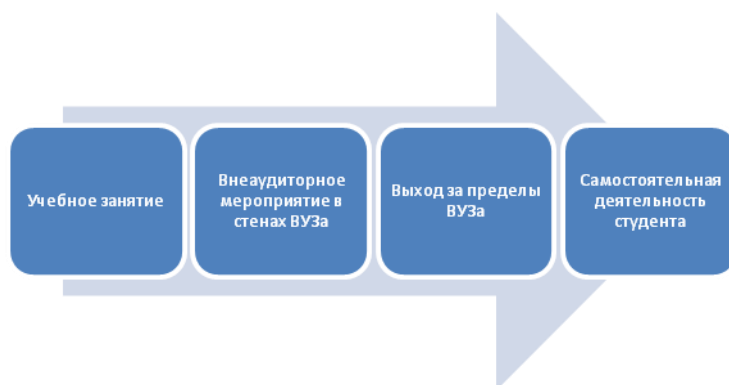 Учебное занятие
Внеаудиторное
мероприятие в
стенах ВУЗа
Выход за пределы
ВУЗа
Самостоятельная
деятельность
студента